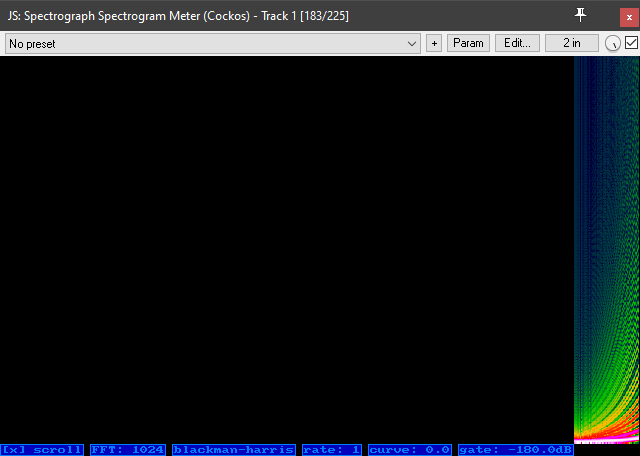 JS: Spectrograph Spectrogram Meter (Cockos) - Track 1 [183/225]
No preset + Param Edit... 2 in
[x] scroll FFT: 1024 blackman-harris rate: 1 curve: 0.0 gate: -180.0dB